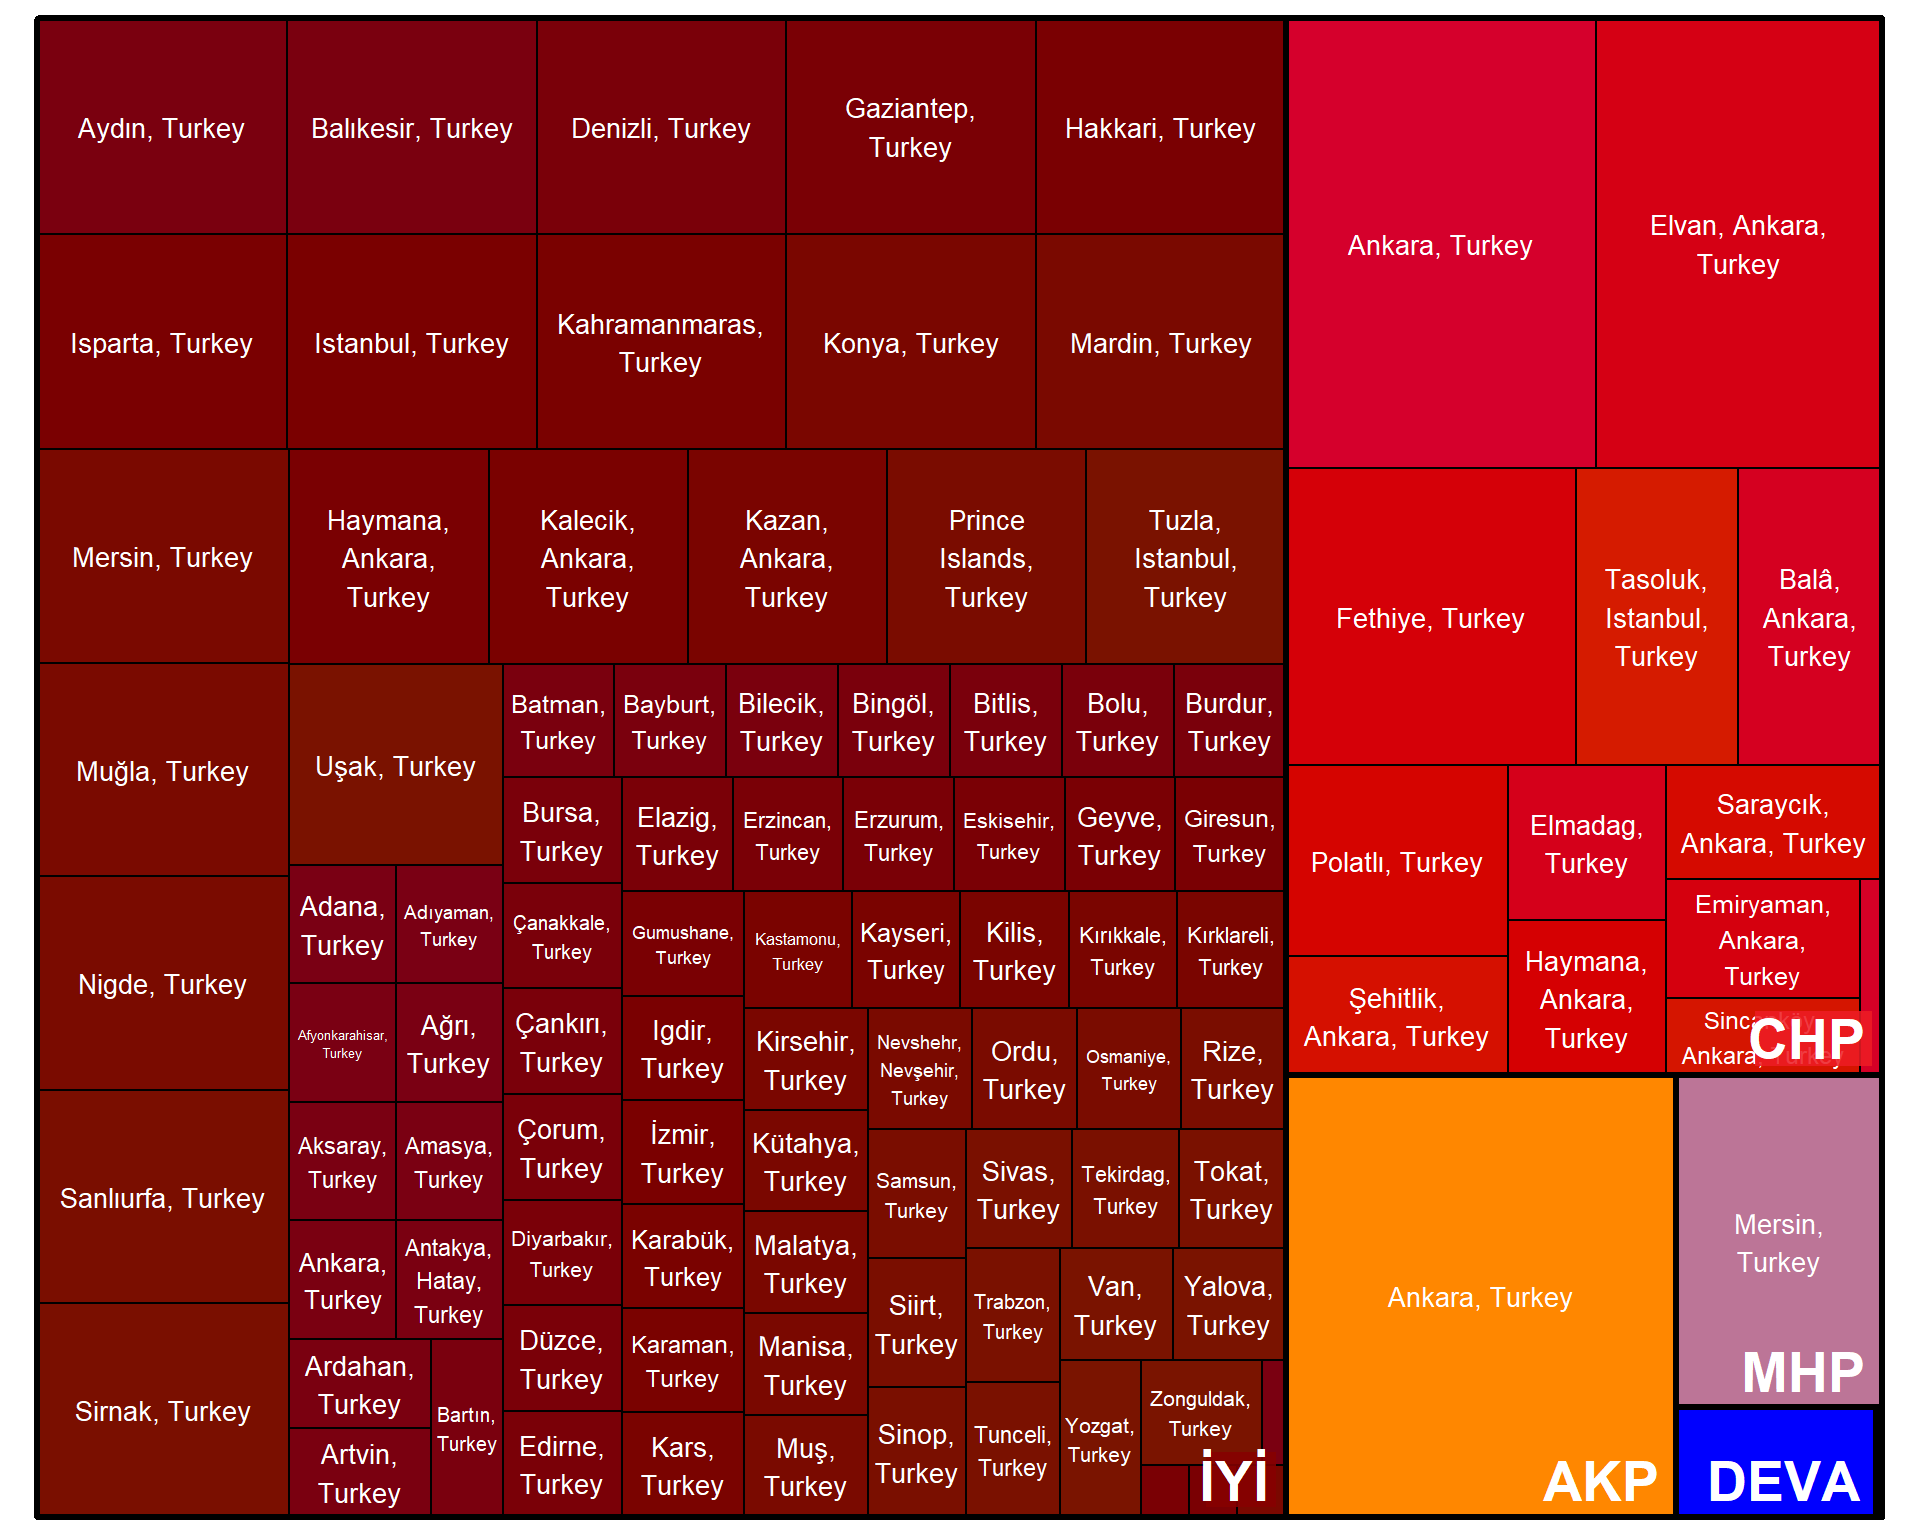 Aydın, Turkey
Balıkesir, Turkey
Denizli, Turkey
Gaziantep,
Turkey
Hakkari, Turkey
Isparta, Turkey
Istanbul, Turkey
Kahramanmaras,
Turkey
Konya, Turkey
Mardin, Turkey
Mersin, Turkey
Haymana,
Ankara,
Turkey
Kalecik,
Ankara,
Turkey
Kazan,
Ankara,
Turkey
Prince
Islands,
Turkey
Tuzla,
Istanbul,
Turkey
Muğla, Turkey
Nigde, Turkey
Sanlıurfa, Turkey
Sirnak, Turkey
Uşak, Turkey
Adana,
Turkey
Adıyaman,
Turkey
Afyonkarahisar,
Turkey
Ağrı,
Turkey
Aksaray,
Turkey
Amasya,
Turkey
Ankara,
Turkey
Antakya,
Hatay,
Turkey
Ardahan,
Turkey
Artvin,
Turkey
Bartın,
Turkey
Batman,
Turkey
Bayburt,
Turkey
Bilecik,
Turkey
Bingöl,
Turkey
Bitlis,
Turkey
Bolu,
Turkey
Burdur,
Turkey
Bursa,
Turkey
Çanakkale,
Turkey
Çankırı,
Turkey
Çorum,
Turkey
Diyarbakır,
Turkey
Düzce,
Turkey
Edirne,
Turkey
Elazig,
Turkey
Erzincan,
Turkey
Erzurum,
Turkey
Eskisehir,
Turkey
Geyve,
Turkey
Giresun,
Turkey
Gumushane,
Turkey
Igdir,
Turkey
İzmir,
Turkey
Karabük,
Turkey
Karaman,
Turkey
Kars,
Turkey
Kastamonu,
Turkey
Kayseri,
Turkey
Kilis,
Turkey
Kırıkkale,
Turkey
Kırklareli,
Turkey
Kirsehir,
Turkey
Kütahya,
Turkey
Malatya,
Turkey
Manisa,
Turkey
Muş,
Turkey
Nevshehr,
Nevşehir,
Turkey
Ordu,
Turkey
Osmaniye,
Turkey
Rize,
Turkey
Samsun,
Turkey
Siirt,
Turkey
Sinop,
Turkey
Sivas,
Turkey
Tekirdag,
Turkey
Tokat,
Turkey
Trabzon,
Turkey
Tunceli,
Turkey
Van,
Turkey
Yalova,
Turkey
Yozgat,
Turkey
Zonguldak,
Turkey
İYİ
Ankara, Turkey
Elvan, Ankara,
Turkey
Fethiye, Turkey
Tasoluk,
Istanbul,
Turkey
Balâ,
Ankara,
Turkey
Polatlı, Turkey
Şehitlik,
Ankara, Turkey
Elmadag,
Turkey
Haymana,
Ankara,
Turkey
Saraycık,
Ankara, Turkey
Emiryaman,
Ankara,
Turkey
Ankara, Turkey
CHP
Ankara, Turkey
AKP
Mersin,
Turkey
MHP
DEVA